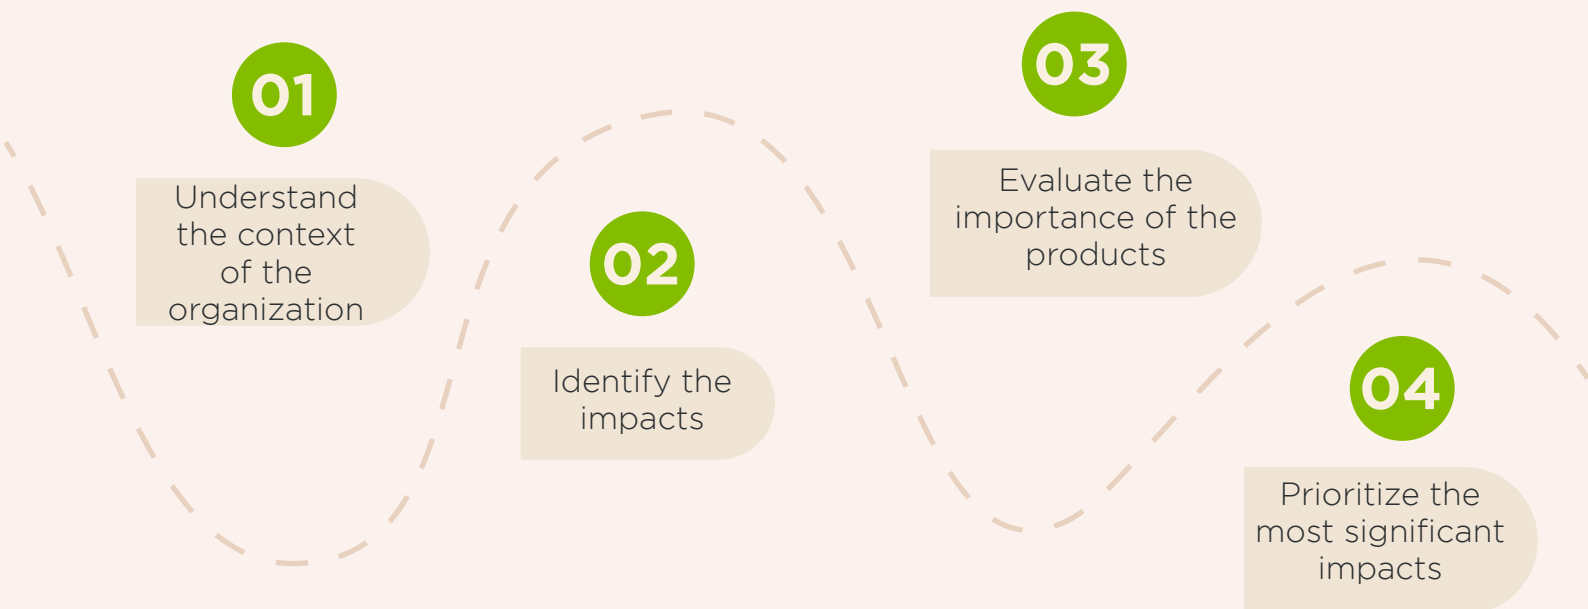 01
Understand
the context
of the
organization
02
Identify the
impacts
03
Evaluate the
importance of the
products
04
Prioritize the
most significant
impacts